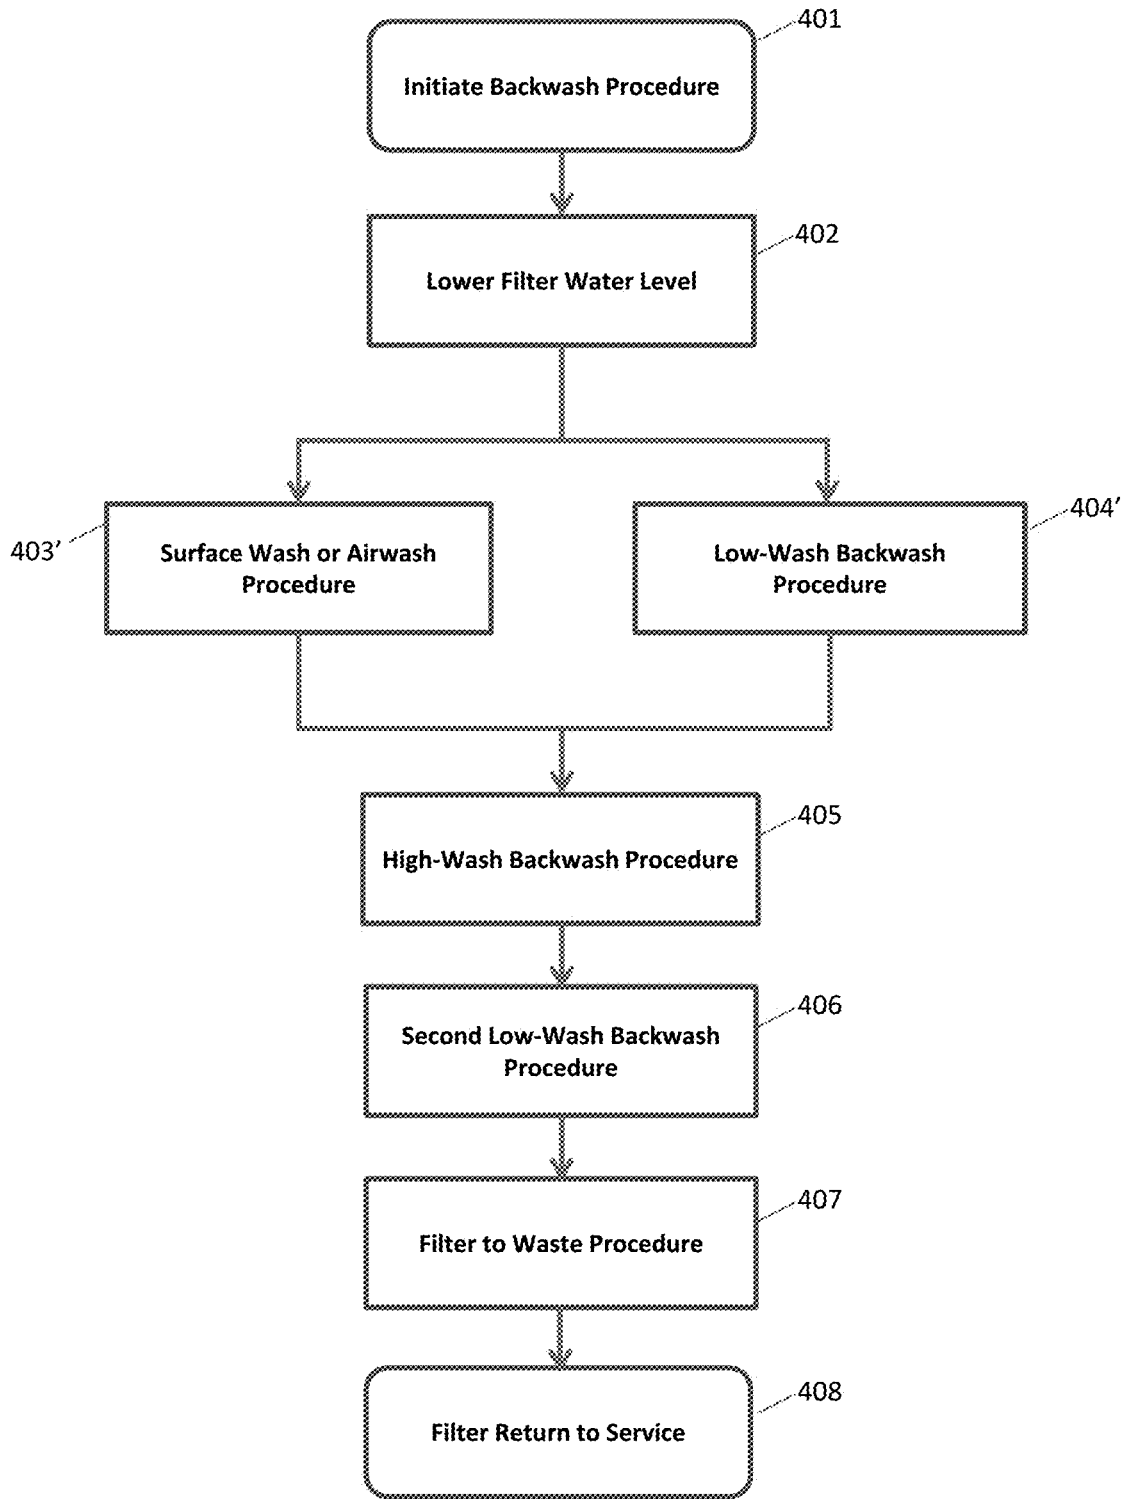 401
Initiate Backwash Procedure
402
Lower Filter Water Level
403’
Surface Wash or Airwash
Procedure
404’
Low-Wash Backwash
Procedure
405
High-Wash Backwash Procedure
406
Second Low-Wash Backwash
Procedure
407
Filter to Waste Procedure
408
Filter Return to Service